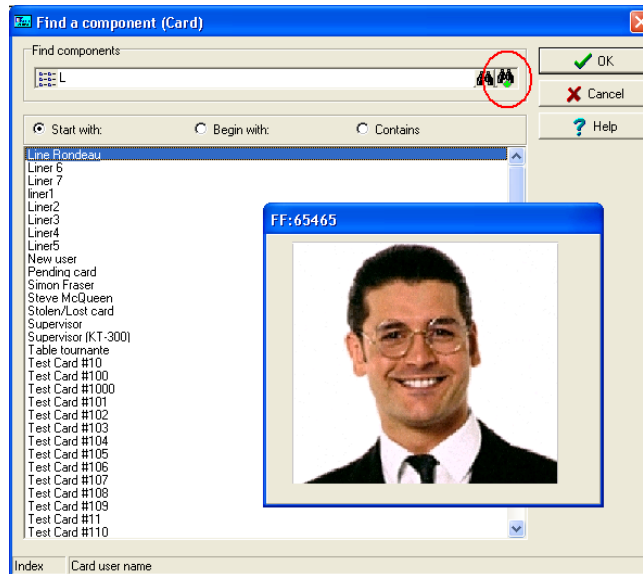 Find a component (Card)
Find components
L
OK
Cancel
Help
Start with:
Begin with:
Contains
Line Rondeau
Liner 6
Liner 7
liner1
Liner2
Liner3
Liner4
Liner5
New user
Pending card
Simon Fraser
Steve McQueen
Stolen/Lost card
Supervisor
Supervisor (KT-300)
Table tournante
Test Card #10
Test Card #100
Test Card #1000
Test Card #101
Test Card #102
Test Card #103
Test Card #104
Test Card #105
Test Card #106
Test Card #107
Test Card #108
Test Card #109
Test Card #11
Test Card #110
FF:65465
Index
Card user name